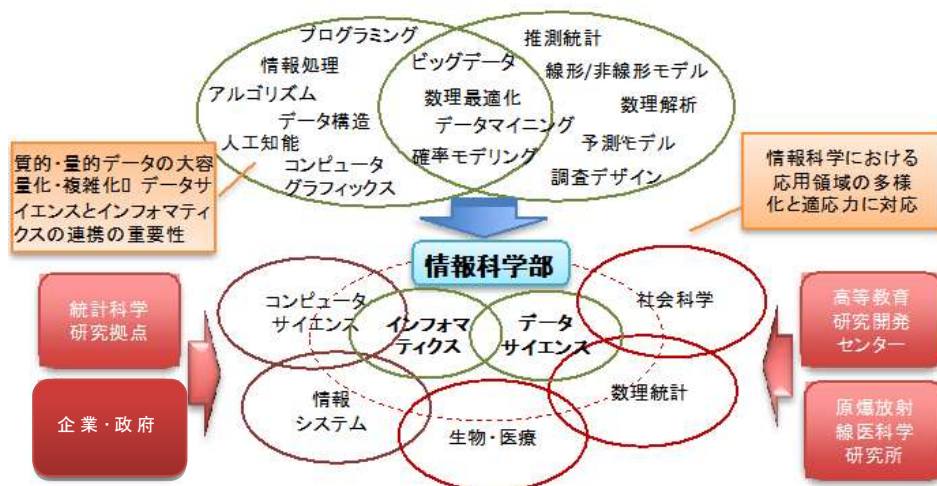 プログラミング
情報処理
アルゴリズム
データ構造
人工知能
コンピュータ
グラフィックス
ビッグデータ
数理最適化
データマイニング
確率モデリング
推測統計
線形/非線形モデル
数理解析
予測モデル
調査デザイン
質的・量的データの大容
量化・複雑化 データサ
イエンスとインフォマティ
クスの連携の重要性
情報科学における
応用領域の多様
化と適応力に対応
情報科学部
コンピュータ
サイエンス
インフォマ
ティクス
データ
サイエンス
社会科学
情報
システム
生物・医療
数理統計
統計科学
研究拠点
企業・政府
高等教育
研究開発
センター
原爆放射
線医科学
研究所